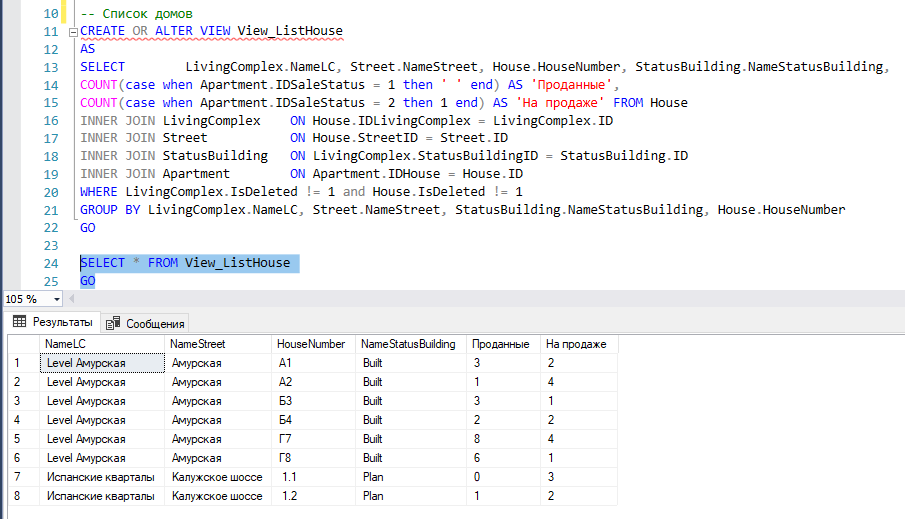 10 -- Список домов
11 CREATE OR ALTER VIEW View_ListHouse
12 AS
13 SELECT LivingComplex.NameLC, Street.NameStreet, House.HouseNumber, StatusBuilding.NameStatusBuilding,
14 COUNT(case when Apartment.IDSaleStatus = 1 then ' ' end) AS 'Проданные',
15 COUNT(case when Apartment.IDSaleStatus = 2 then 1 end) AS 'На продаже' FROM House
16 INNER JOIN LivingComplex ON House.IDLivingComplex = LivingComplex.ID
17 INNER JOIN Street ON House.StreetID = Street.ID
18 INNER JOIN StatusBuilding ON LivingComplex.StatusBuildingID = StatusBuilding.ID
19 INNER JOIN Apartment ON Apartment.IDHouse = House.ID
20 WHERE LivingComplex.IsDeleted != 1 and House.IsDeleted != 1
21 GROUP BY LivingComplex.NameLC, Street.NameStreet, StatusBuilding.NameStatusBuilding, House.HouseNumber
22 GO
23
24 SELECT * FROM View_ListHouse
25 GO
105 %
Результаты Сообщения
NameLC NameStreet HouseNumber NameStatusBuilding Проданные На продаже
1 Level Амурская Амурская А1 Built 3 2
2 Level Амурская Амурская А2 Built 1 4
3 Level Амурская Амурская Б3 Built 3 1
4 Level Амурская Амурская Б4 Built 2 2
5 Level Амурская Амурская Г7 Built 8 4
6 Level Амурская Амурская Г8 Built 6 1
7 Испанские кварталы Калужское шоссе 1.1 Plan 0 3
8 Испанские кварталы Калужское шоссе 1.2 Plan 1 2